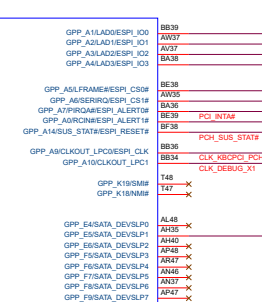 GPP_A1/LAD0/ESPI_IO0 BB39
GPP_A2/LAD1/ESPI_IO1 AW37
GPP_A3/LAD2/ESPI_IO2 AV37
GPP_A4/LAD3/ESPI_IO3 BA38
GPP_A5/LFRAME#/ESPI_CS0# BE38
GPP_A6/SERIRQ/ESPI_CS1# AW35
GPP_A7/PIRQA#/ESPI_ALERT0# BA36
GPP_A0/RCIN#/ESPI_ALERT1# BE39 PCI_INTA#
GPP_A14/SUS_STAT#/ESPI_RESET# BF38
PCH_SUS_STAT#
GPP_A9/CLKOUT_LPC0/ESPI_CLK BB36
GPP_A10/CLKOUT_LPC1 BB34 CLK_KBCPCI_PCH
CLK_DEBUG_X1
GPP_K19/SMI# T48
GPP_K18/NMI# T47
GPP_E4/SATA_DEVSLP0 AL48
GPP_E5/SATA_DEVSLP1 AH35
GPP_E6/SATA_DEVSLP2 AH40
GPP_F5/SATA_DEVSLP3 AP48
GPP_F6/SATA_DEVSLP4 AR47
GPP_F7/SATA_DEVSLP5 AN46
GPP_F8/SATA_DEVSLP6 AN37
GPP_F9/SATA_DEVSLP7 AP47